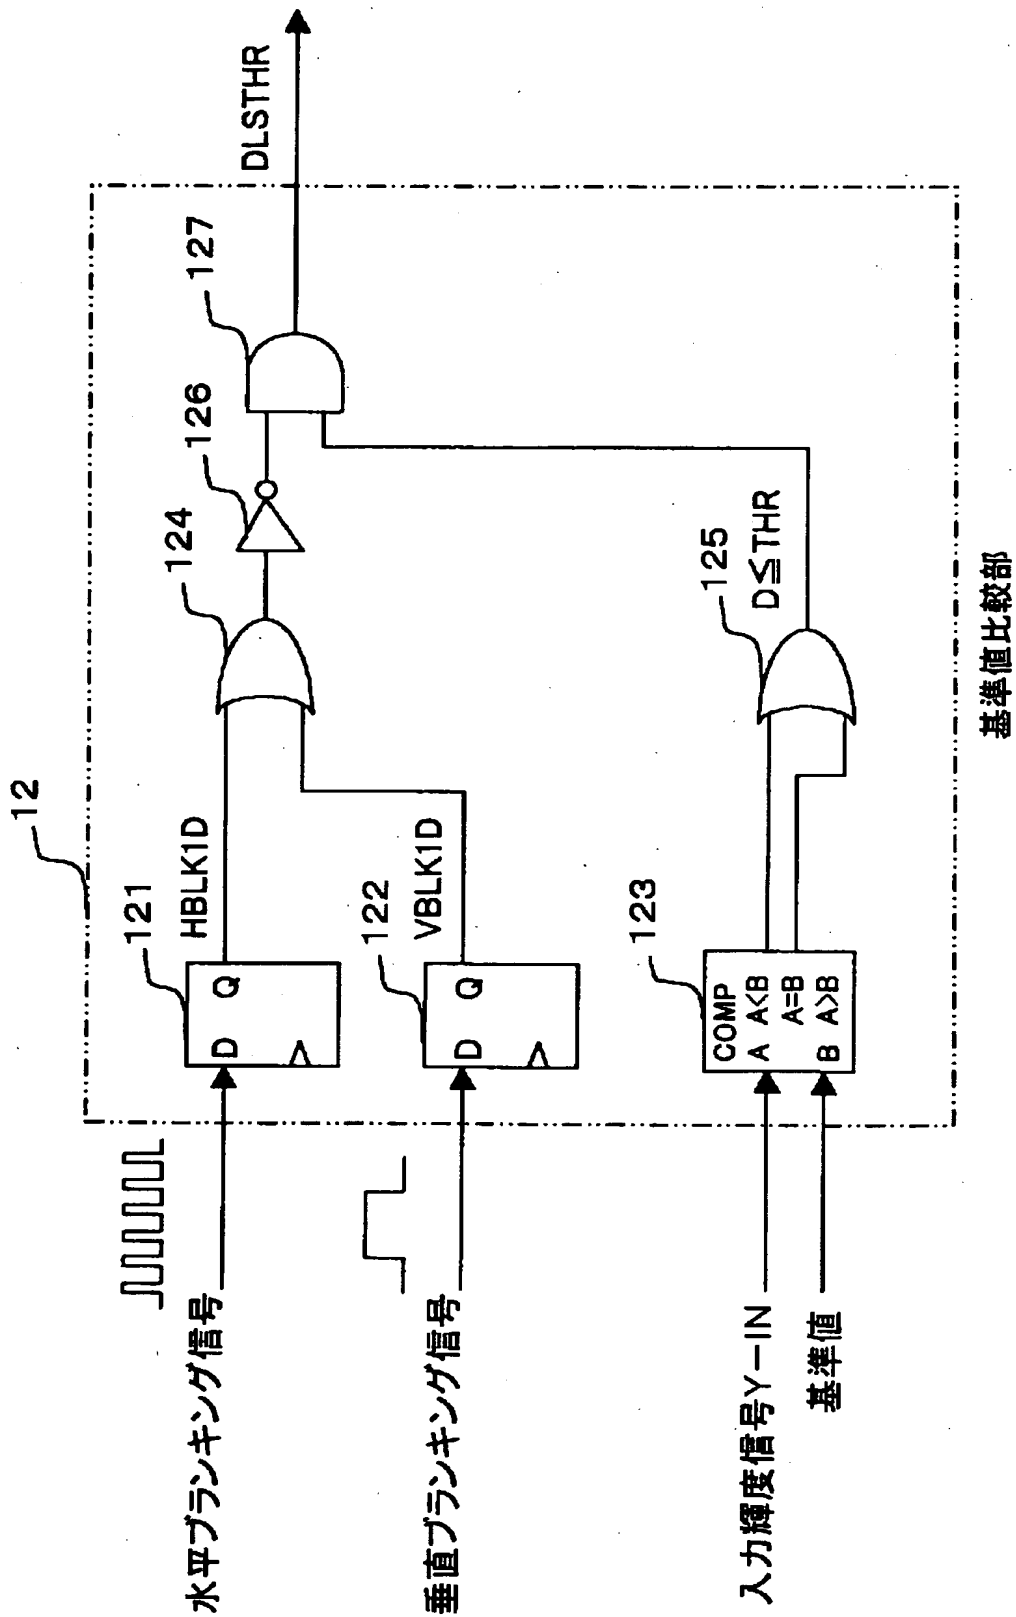 12
水平ブランキング信号
121
D Q
HBLK1D
124
126
127
DLSTHR
垂直ブランキング信号
122
D Q
VBLK1D
入力輝度信号Y-IN
基準値
123
COMP
A A<B
A=B
B A>B
125
D≦THR
基準値比較部